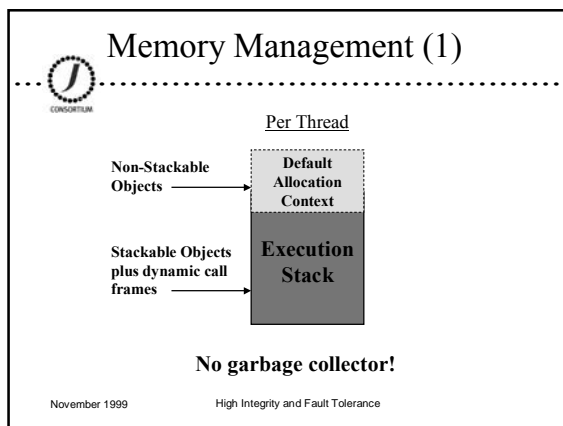 Memory Management (1)
J
CONSORTIUM
Per Thread
Non-Stackable
Objects
Default
Allocation
Context
Stackable Objects
plus dynamic call
frames
Execution
Stack
No garbage collector!
November 1999
High Integrity and Fault Tolerance